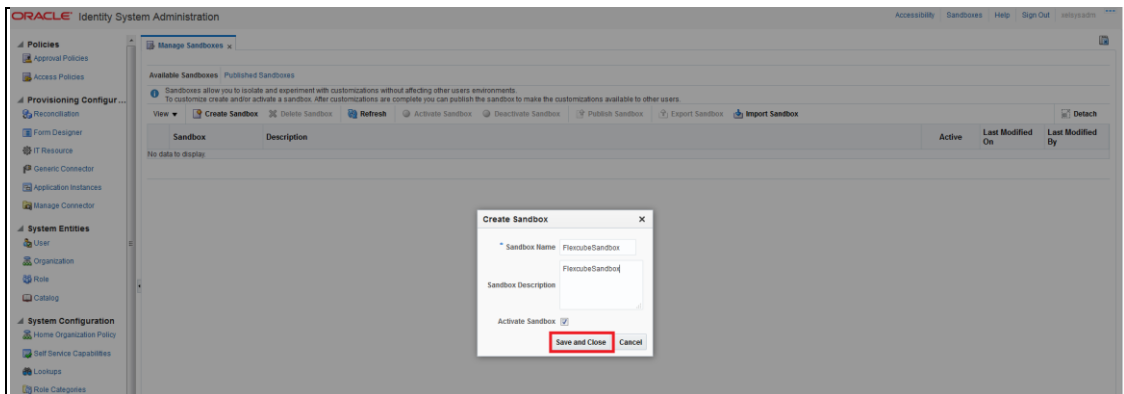 ORACLE Identity System Administration
Accessibility Sandboxes Help Sign Out xelsysadm
Policies
Approval Policies
Access Policies
Provisioning Configur...
Reconciliation
Form Designer
IT Resource
Generic Connector
Application Instances
Manage Connector
System Entities
User
Organization
Role
Catalog
System Configuration
Home Organization Policy
Self Service Capabilities
Lookups
Role Categories
Manage Sandboxes x
Available Sandboxes Published Sandboxes
Sandboxes allow you to isolate and experiment with customizations without affecting other users environments.
To customize create and/or activate a sandbox. After customizations are complete you can publish the sandbox to make the customizations available to other users.
View Create Sandbox Delete Sandbox Refresh Activate Sandbox Deactivate Sandbox Publish Sandbox Export Sandbox Import Sandbox Detach
Sandbox Description Active Last Modified On Last Modified By
No data to display
Create Sandbox x
* Sandbox Name FlexcubeSandbox
Sandbox Description FlexcubeSandbox
Activate Sandbox
Save and Close Cancel